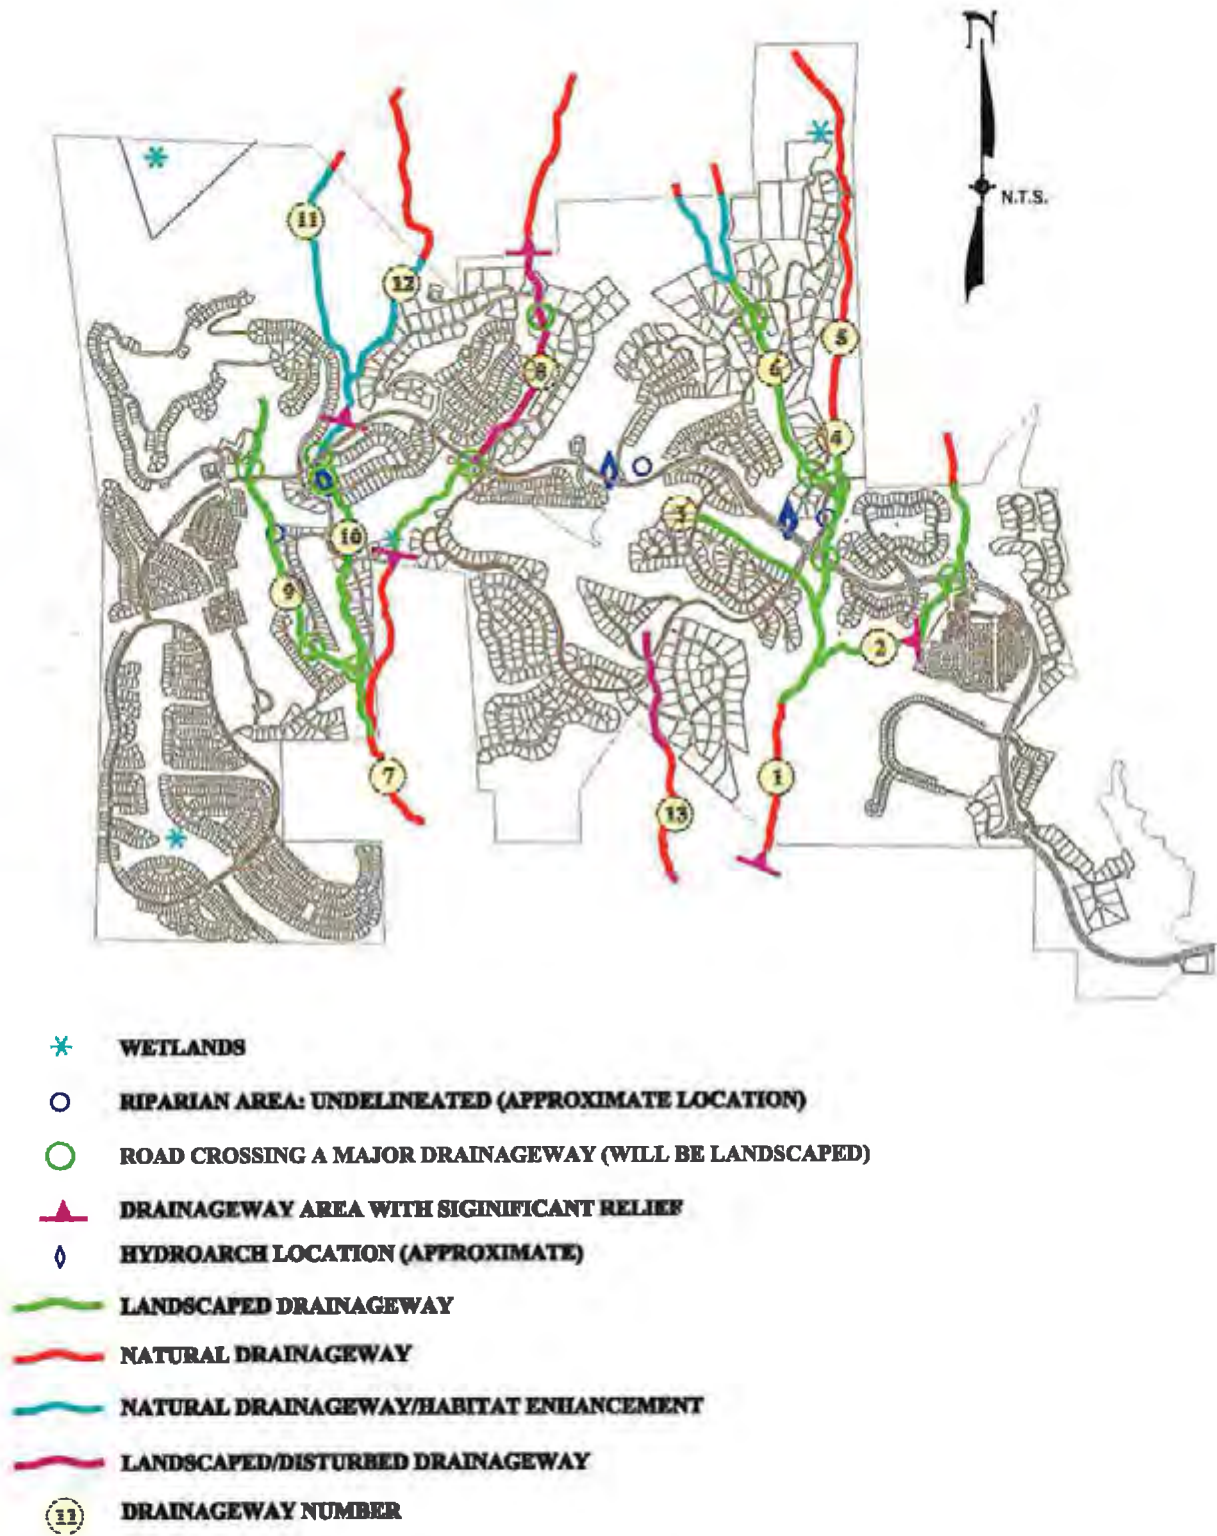 N
N.T.S.
11
12
5
8
6
4
3
10
9
2
7
1
13
WETLANDS
RIPARIAN AREA: UNDELINEATED (APPROXIMATE LOCATION)
ROAD CROSSING A MAJOR DRAINAGEWAY (WILL BE LANDSCAPED)
DRAINAGEWAY AREA WITH SIGINIFICANT RELIEF
HYDROARCH LOCATION (APPROXIMATE)
LANDSCAPED DRAINAGEWAY
NATURAL DRAINAGEWAY
NATURAL DRAINAGEWAY/HABITAT ENHANCEMENT
LANDSCAPED/DISTURBED DRAINAGEWAY
11 DRAINAGEWAY NUMBER